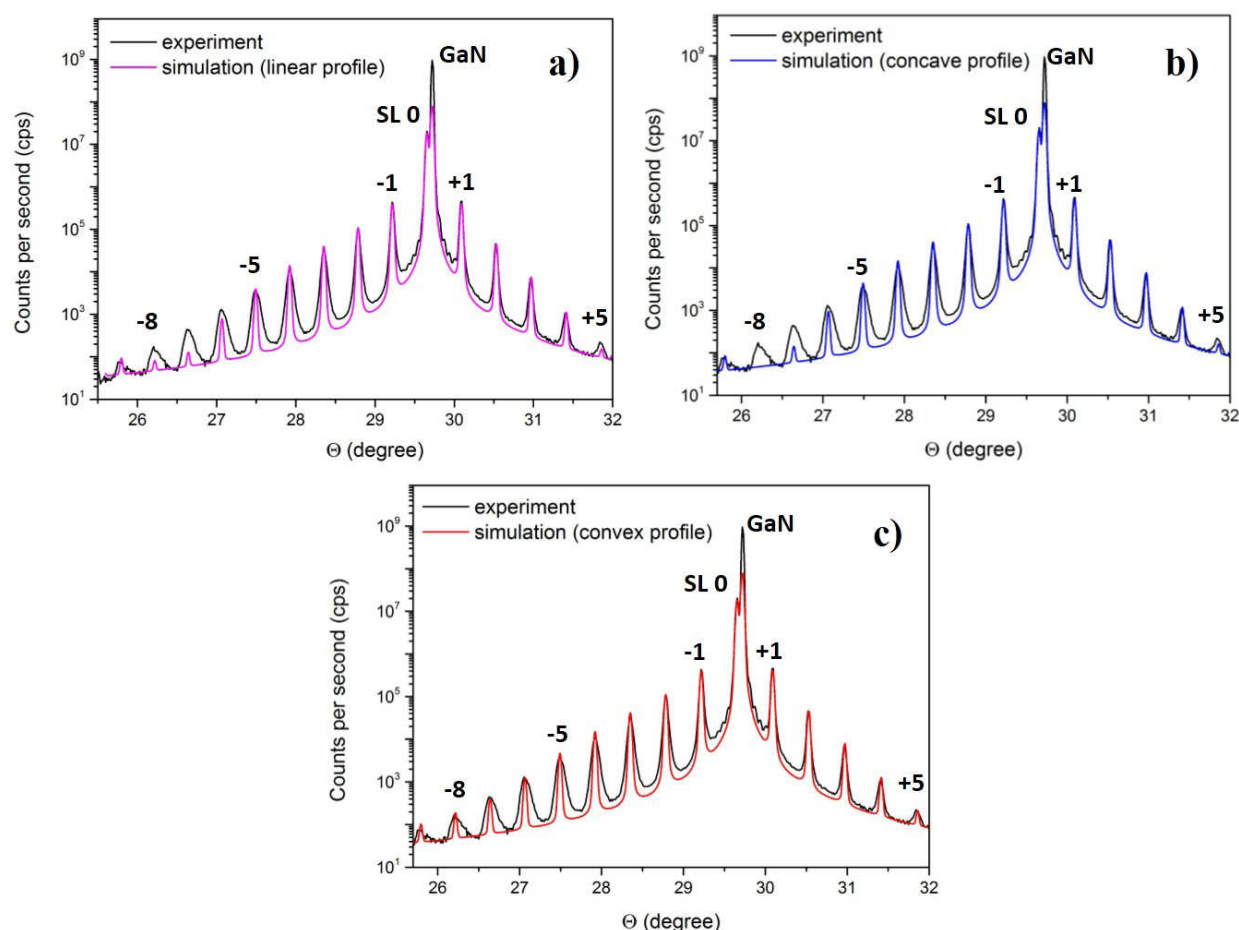 experiment
simulation (linear profile)
a)
GaN
SL 0
-1
+1
-5
-8
+5
Counts per second (cps)
10⁹
10⁷
10⁵
10³
10¹
26 27 28 29 30 31 32
Θ (degree)
experiment
simulation (concave profile)
b)
GaN
SL 0
-1
+1
-5
-8
+5
Counts per second (cps)
10⁹
10⁷
10⁵
10³
10¹
26 27 28 29 30 31 32
Θ (degree)
experiment
simulation (convex profile)
c)
GaN
SL 0
-1
+1
-5
-8
+5
Counts per second (cps)
10⁹
10⁷
10⁵
10³
10¹
26 27 28 29 30 31 32
Θ (degree)